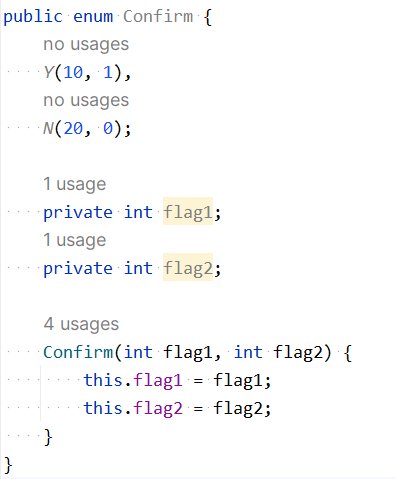 public enum Confirm {
no usages
Y(10, 1),
no usages
N(20, 0);
1 usage
private int flag1;
1 usage
private int flag2;
4 usages
Confirm(int flag1, int flag2) {
this.flag1 = flag1;
this.flag2 = flag2;
}
}